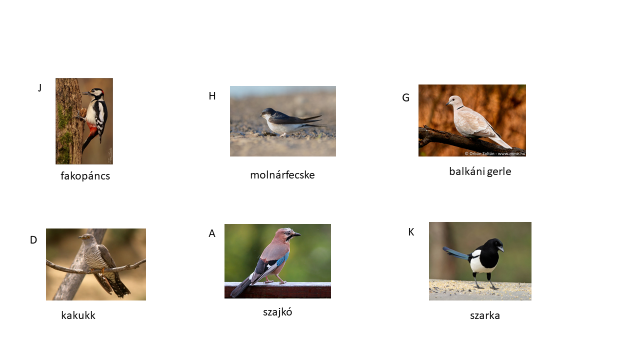 J
H
G
fakopáncs
molnárfecske
balkáni gerle
D
A
K
kakukk
szajkó
szarka